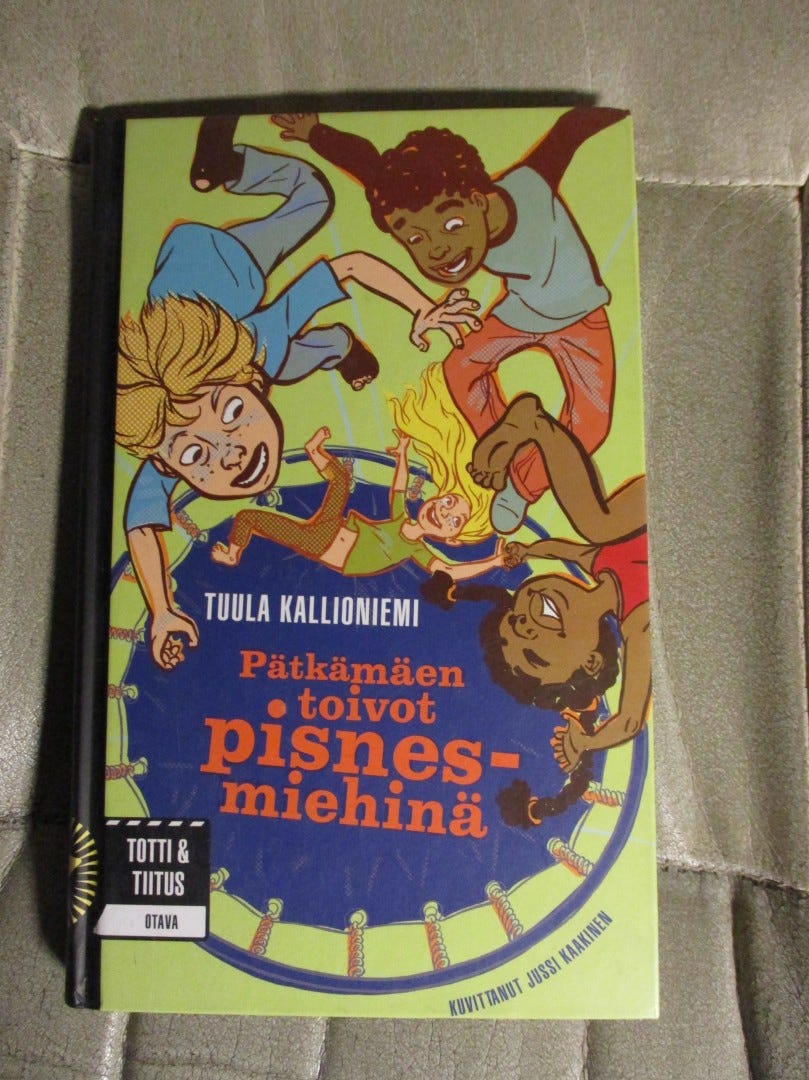 TUULA KALLIONIEMI
Pätkämäen
toivot
pisnes-
miehinä
TOTTI &
TIITUS
OTAVA
KUVITTANUT JUSSI KAAKINEN